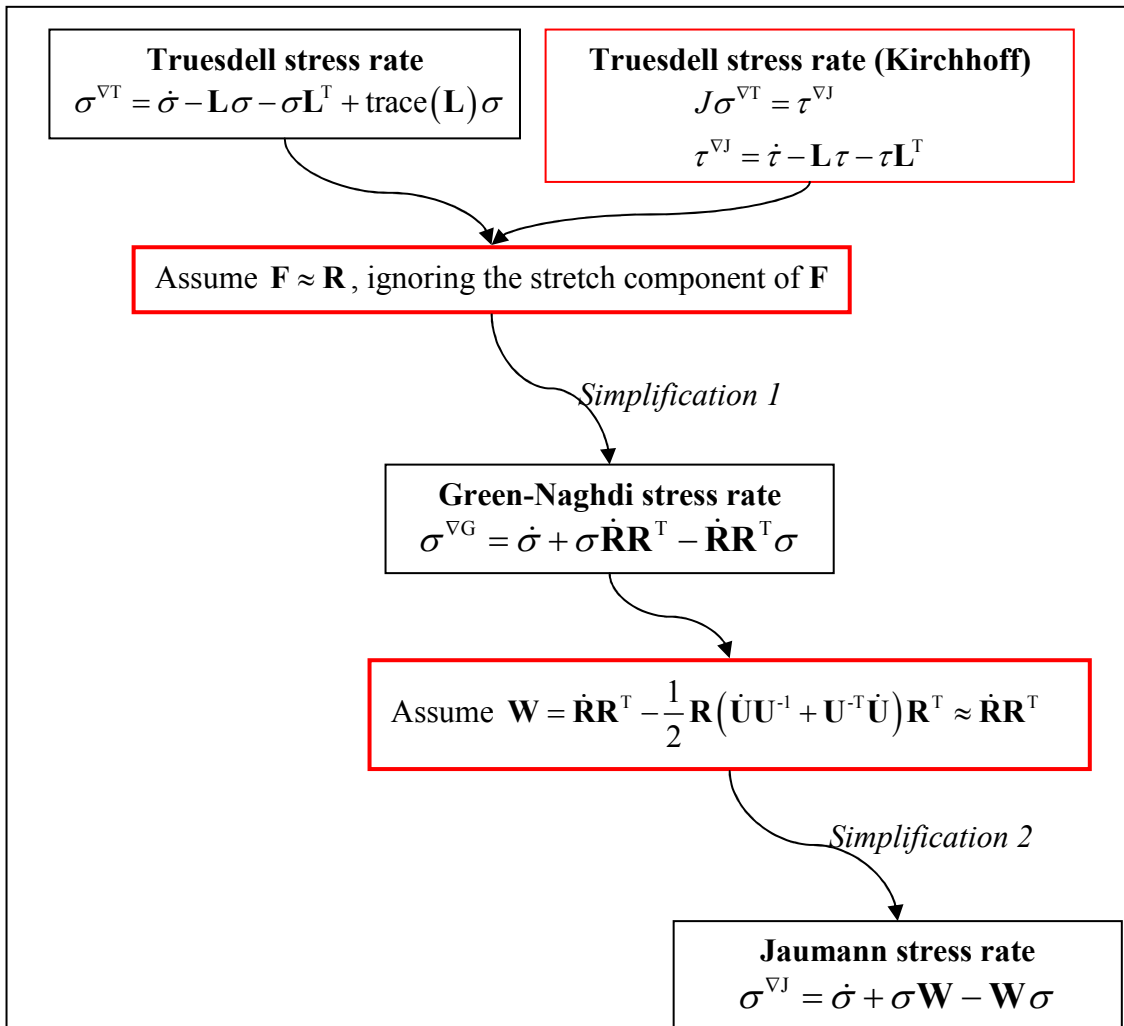 Truesdell stress rate
σ^∇T = σ̇ − Lσ − σL^T + trace(L)σ
Truesdell stress rate (Kirchhoff)
Jσ^∇T = τ^∇J
τ^∇J = τ̇ − Lτ − τL^T
Assume F ≈ R, ignoring the stretch component of F
Simplification 1
Green-Naghdi stress rate
σ^∇G = σ̇ + σṘR^T − ṘR^Tσ
Assume W = ṘR^T − 1/2 R(U̇U^-1 + U^-T U̇)R^T ≈ ṘR^T
Simplification 2
Jaumann stress rate
σ^∇J = σ̇ + σW − Wσ